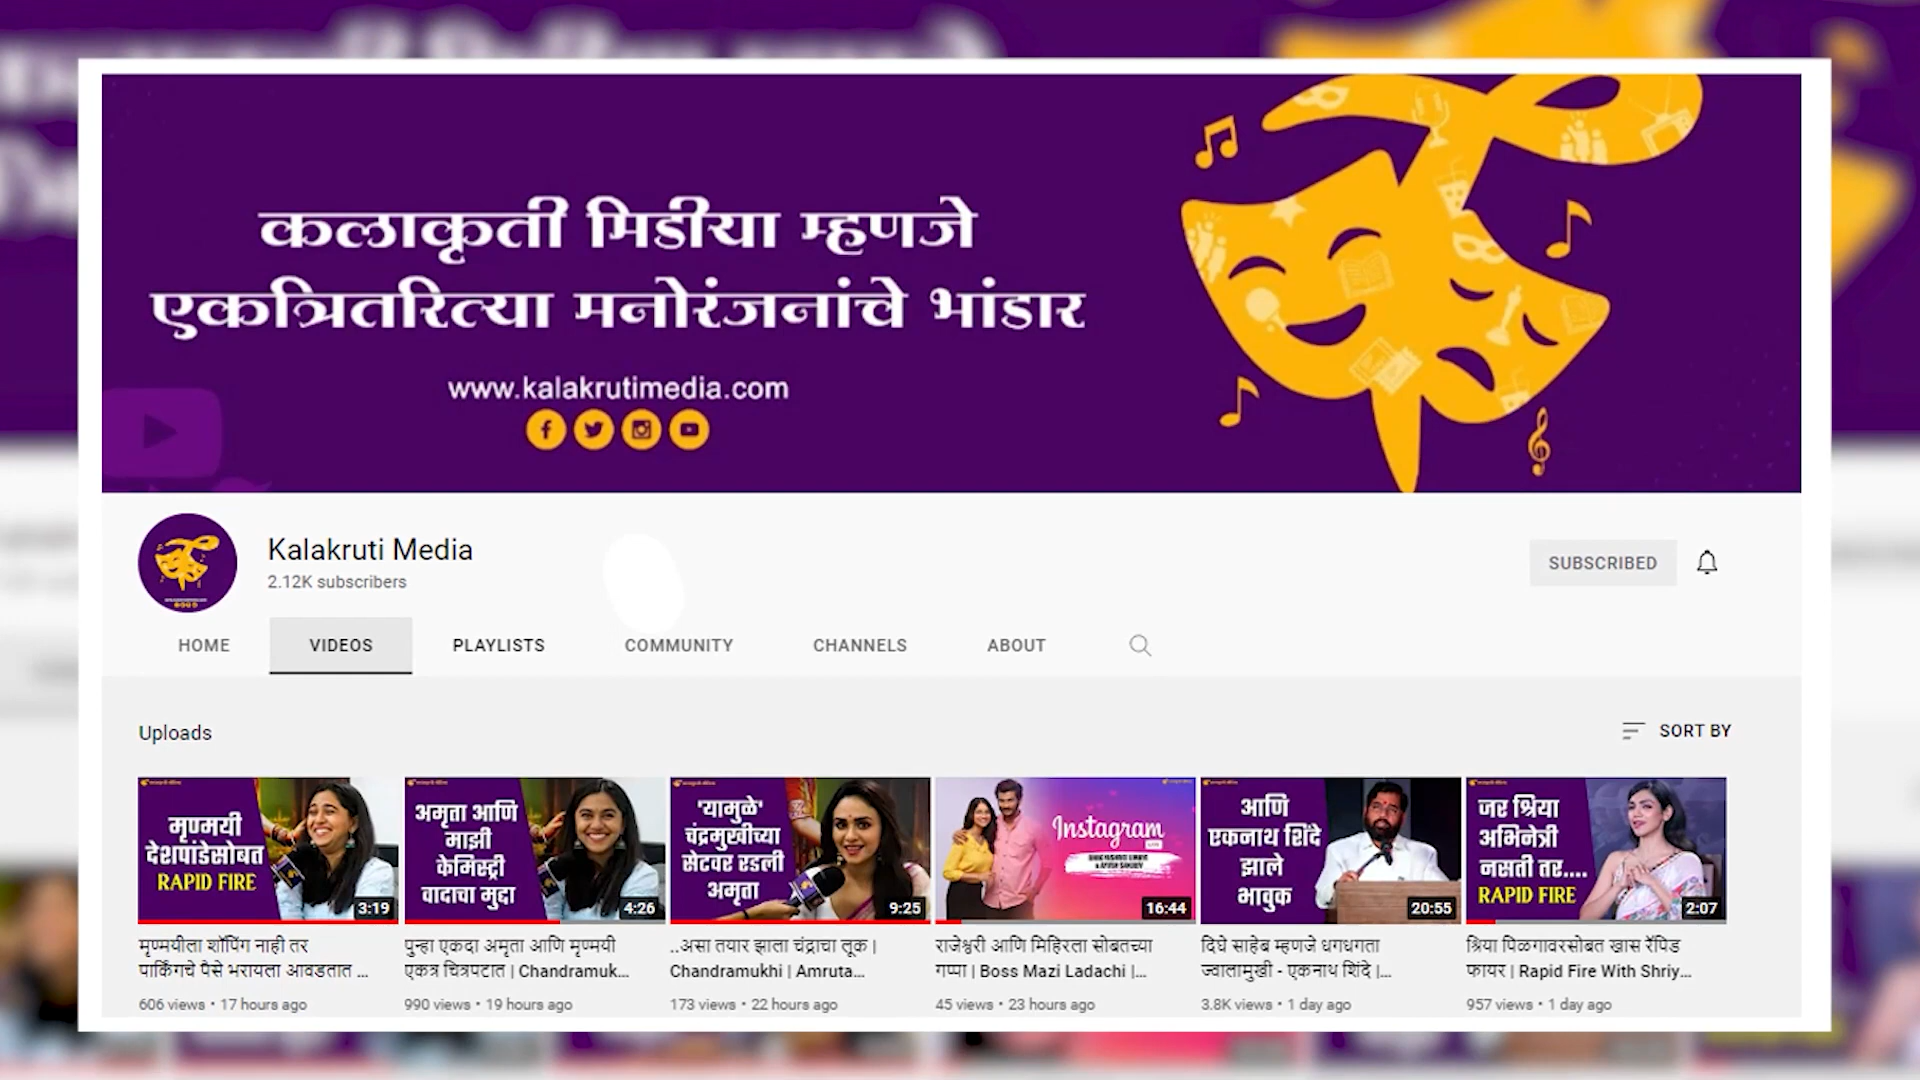 कलाकृती मिडीया म्हणजे
एकत्रितरित्या मनोरंजनांचे भांडार
www.kalakrutimedia.com
Kalakruti Media
2.12K subscribers
SUBSCRIBED
HOME
VIDEOS
PLAYLISTS
COMMUNITY
CHANNELS
ABOUT
Uploads
SORT BY
मृण्मयी
देशपांडेसोबत
RAPID FIRE
3:19
मृण्मयीला शॉपिंग नाही तर
पार्किंगचे पैसे भरायला आवडतात ...
606 views • 17 hours ago
अमृता आणि
माझी
केमिस्ट्री
वादाचा मुद्दा
4:26
पुन्हा एकदा अमृता आणि मृण्मयी
एकत्र चित्रपटात | Chandramuk...
990 views • 19 hours ago
'यामुळे'
चंद्रमुखीच्या
सेटवर रडली
अमृता
9:25
..असा तयार झाला चंद्राचा लूक |
Chandramukhi | Amruta...
173 views • 22 hours ago
Instagram
16:44
राजेश्वरी आणि मिहिरला सोबतच्या
गप्पा | Boss Mazi Ladachi |...
45 views • 23 hours ago
आणि
एकनाथ शिंदे
झाले
भावुक
20:55
दिघे साहेब म्हणजे धगधगता
ज्वालामुखी - एकनाथ शिंदे |...
3.8K views • 1 day ago
जर श्रिया
अभिनेत्री
नसती तर....
RAPID FIRE
2:07
श्रिया पिळगावरसोबत खास रॅपिड
फायर | Rapid Fire With Shriy...
957 views • 1 day ago